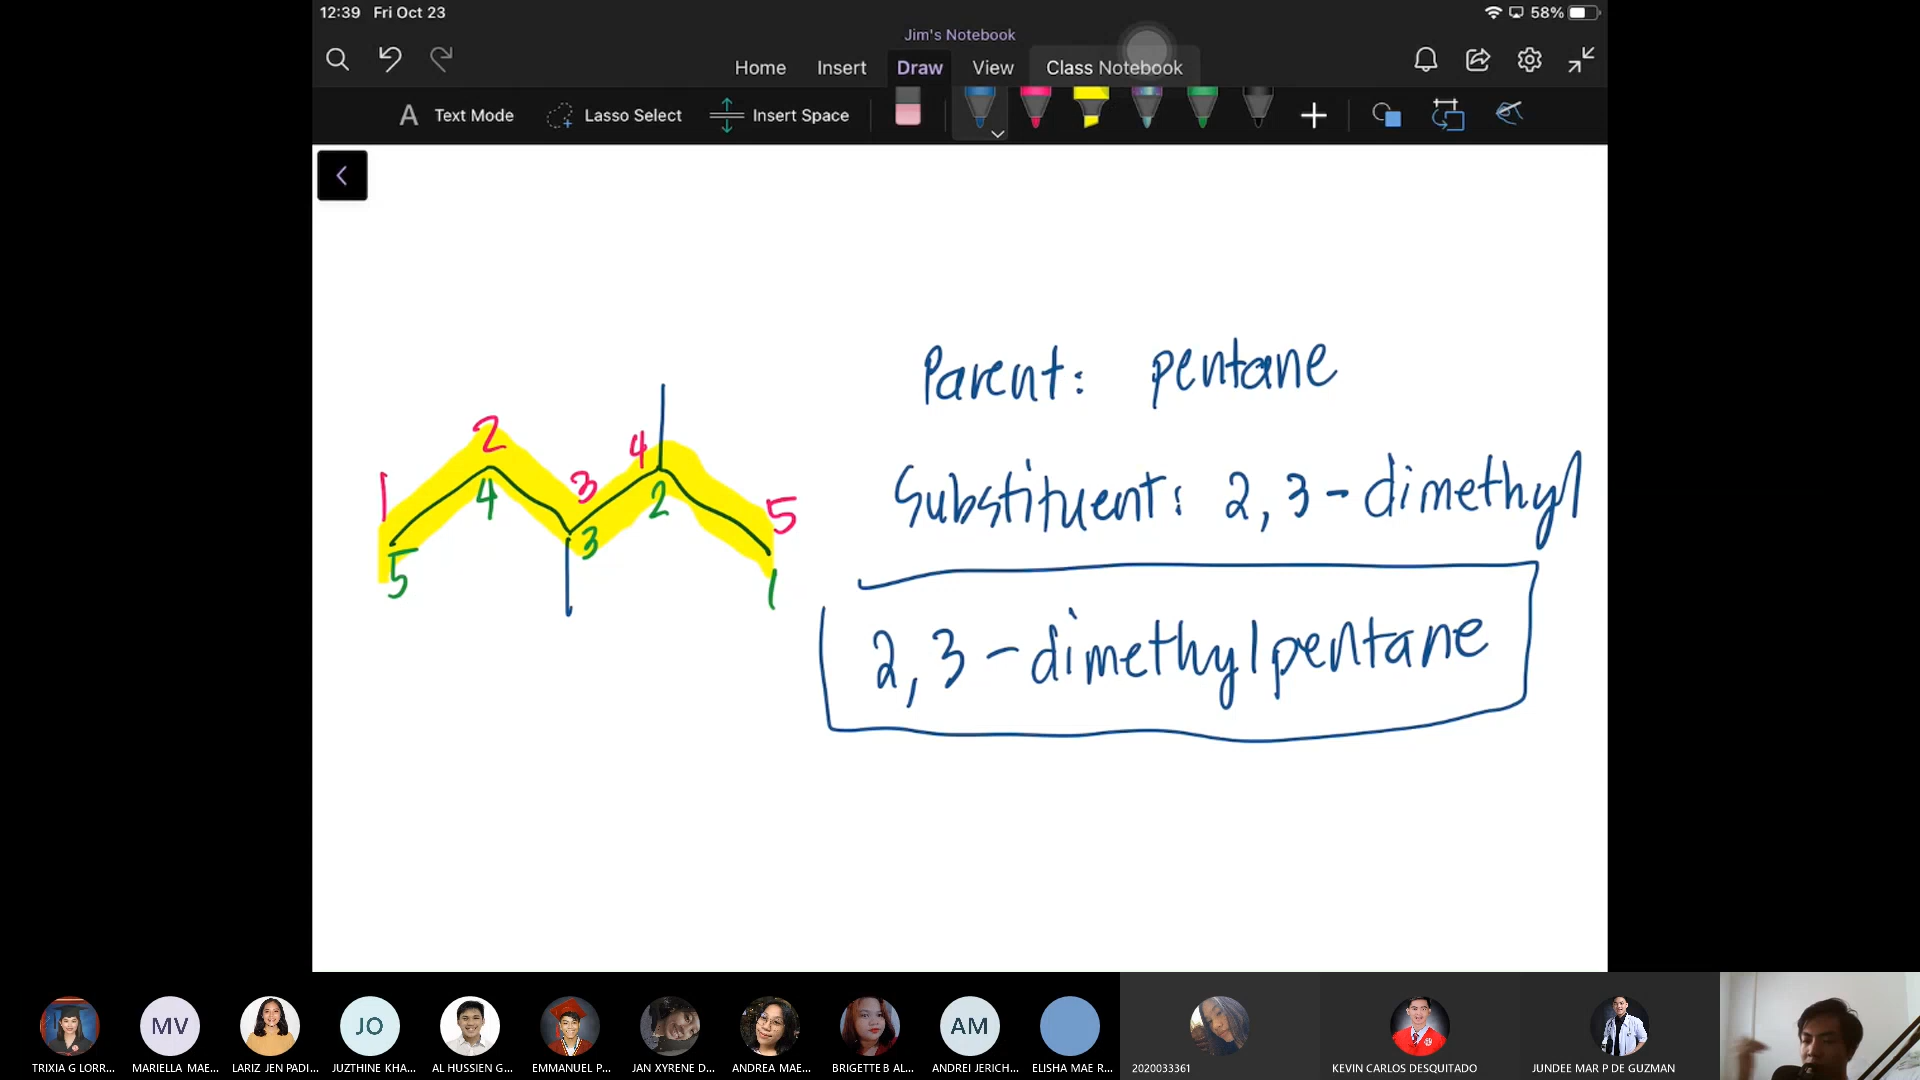 12:39 Fri Oct 23
58%
Jim's Notebook
Home Insert Draw View Class Notebook
A Text Mode Lasso Select Insert Space
Parent: pentane
2
4
1
3
5
4
2
Substituent: 2,3-dimethyl
3
5
1
2,3-dimethylpentane
MV JO AM
TRIXIA G LORR... MARIELLA MAE... LARIZ JEN PADI... JUZTHINE KHA... AL HUSSIEN G... EMMANUEL P... JAN XYRENE D... ANDREA MAE... BRIGETTE B AL... ANDREI JERICH... ELISHA MAE R... 2020033361 KEVIN CARLOS DESQUITADO JUNDEE MAR P DE GUZMAN